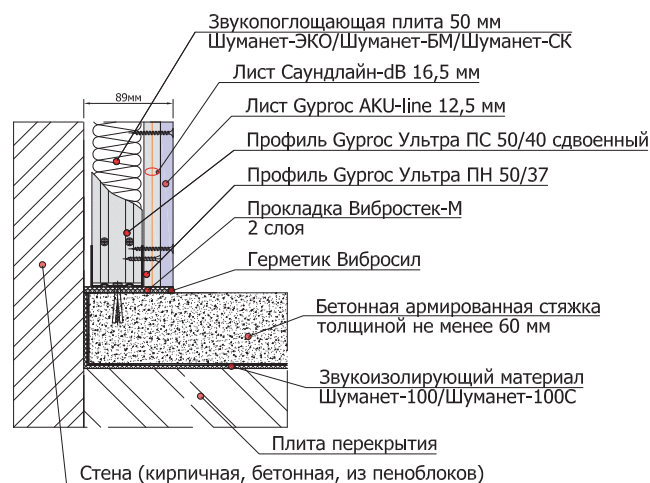 Звукопоглощающая плита 50 мм
Шуманет-ЭКО/Шуманет-БМ/Шуманет-СК
Лист Саундлайн-dB 16,5 мм
89мм
Лист Gyproc AKU-line 12,5 мм
Профиль Gyproc Ультра ПС 50/40 сдвоенный
Профиль Gyproc Ультра ПН 50/37
Прокладка Вибростек-М
2 слоя
Герметик Вибросил
Бетонная армированная стяжка
толщиной не менее 60 мм
Звукоизолирующий материал
Шуманет-100/Шуманет-100С
Плита перекрытия
Стена (кирпичная, бетонная, из пеноблоков)